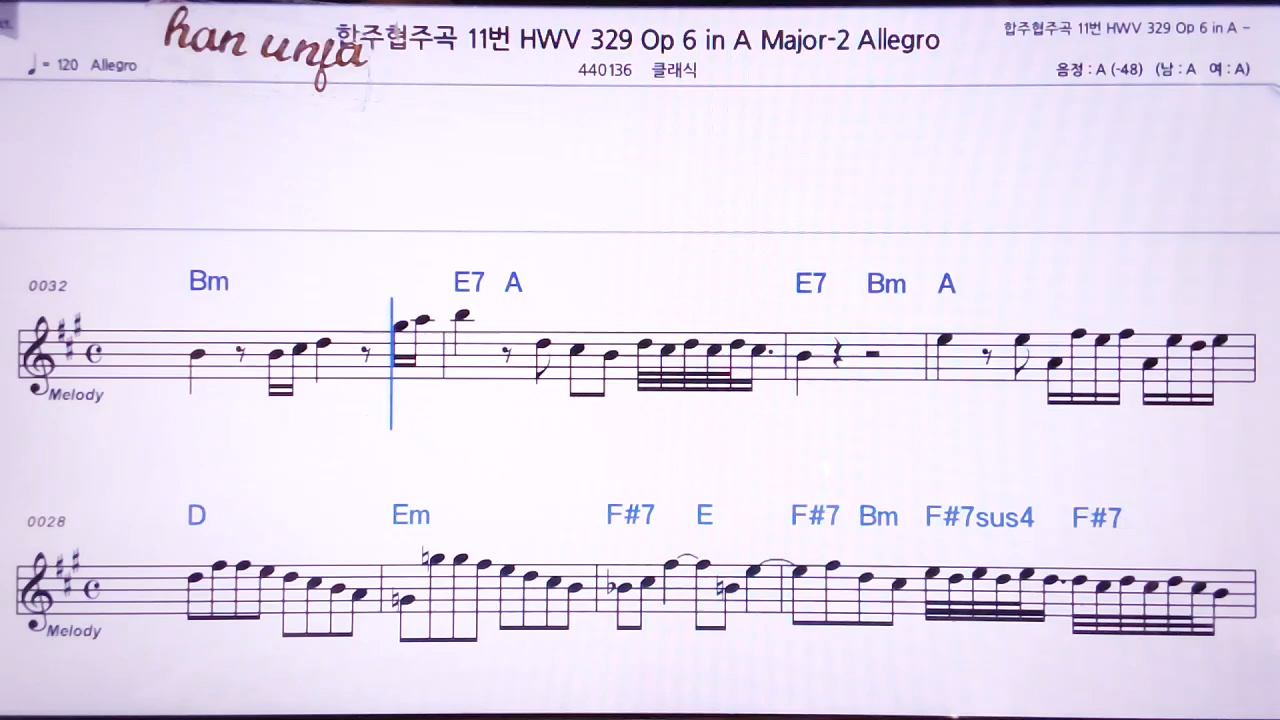 han unja
합주협주곡 11번 HWV 329 Op 6 in A Major-2 Allegro
합주협주곡 11번 HWV 329 Op 6 in A -
= 120 Allegro
440136 클래식
음정 : A (-48) (남 : A 여 : A)
0032 Bm E7 A E7 Bm A
Melody
0028 D Em F#7 E F#7 Bm F#7sus4 F#7
Melody